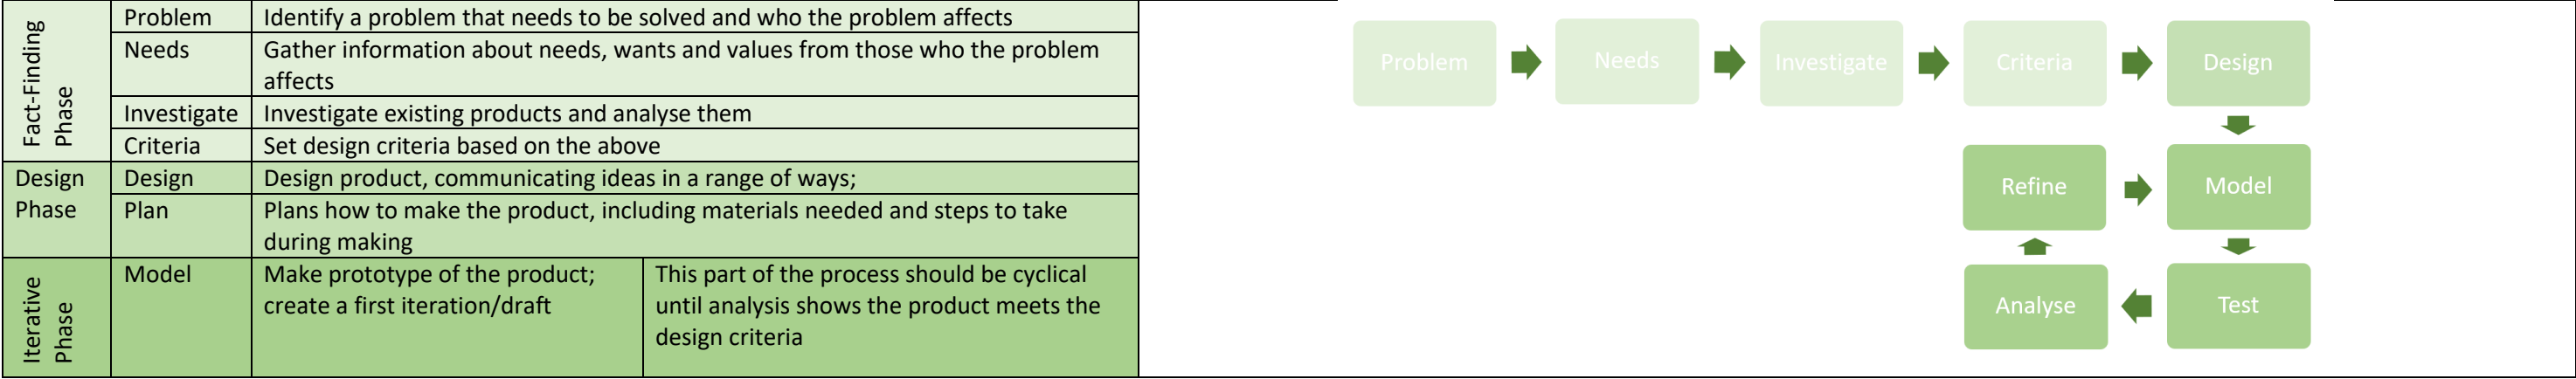 Fact-Finding
Phase
Problem
Identify a problem that needs to be solved and who the problem affects
Needs
Gather information about needs, wants and values from those who the problem
affects
Investigate
Investigate existing products and analyse them
Criteria
Set design criteria based on the above
Design
Phase
Design
Design product, communicating ideas in a range of ways;
Plan
Plans how to make the product, including materials needed and steps to take
during making
Iterative
Phase
Model
Make prototype of the product;
create a first iteration/draft
This part of the process should be cyclical
until analysis shows the product meets the
design criteria
Problem
Needs
Investigate
Criteria
Design
Refine
Model
Analyse
Test